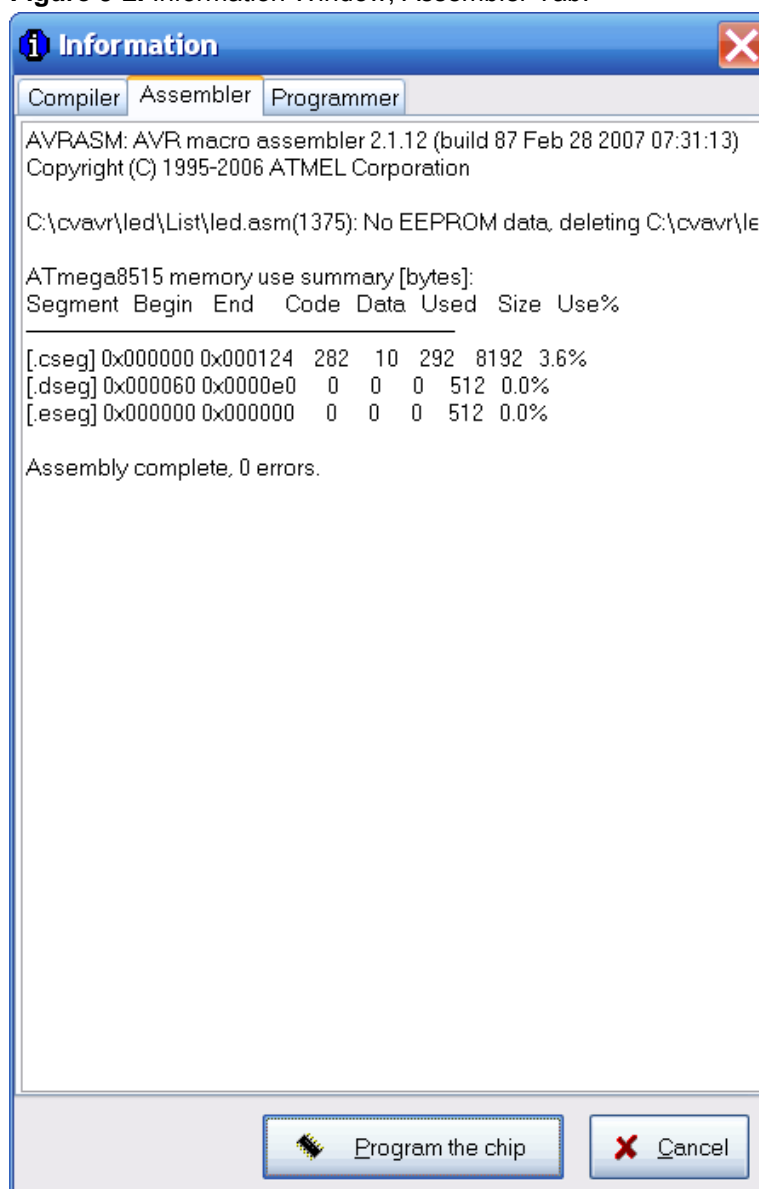 Information
Compiler Assembler Programmer
AVRASM: AVR macro assembler 2.1.12 (build 87 Feb 28 2007 07:31:13)
Copyright (C) 1995-2006 ATMEL Corporation
C:\cvavr\led\List\led.asm(1375): No EEPROM data, deleting C:\cvavr\le
ATmega8515 memory use summary [bytes]:
Segment Begin End Code Data Used Size Use%
[.cseg] 0x000000 0x000124 282 10 292 8192 3.6%
[.dseg] 0x000060 0x0000e0 0 0 0 512 0.0%
[.eseg] 0x000000 0x000000 0 0 0 512 0.0%
Assembly complete, 0 errors.
Program the chip Cancel